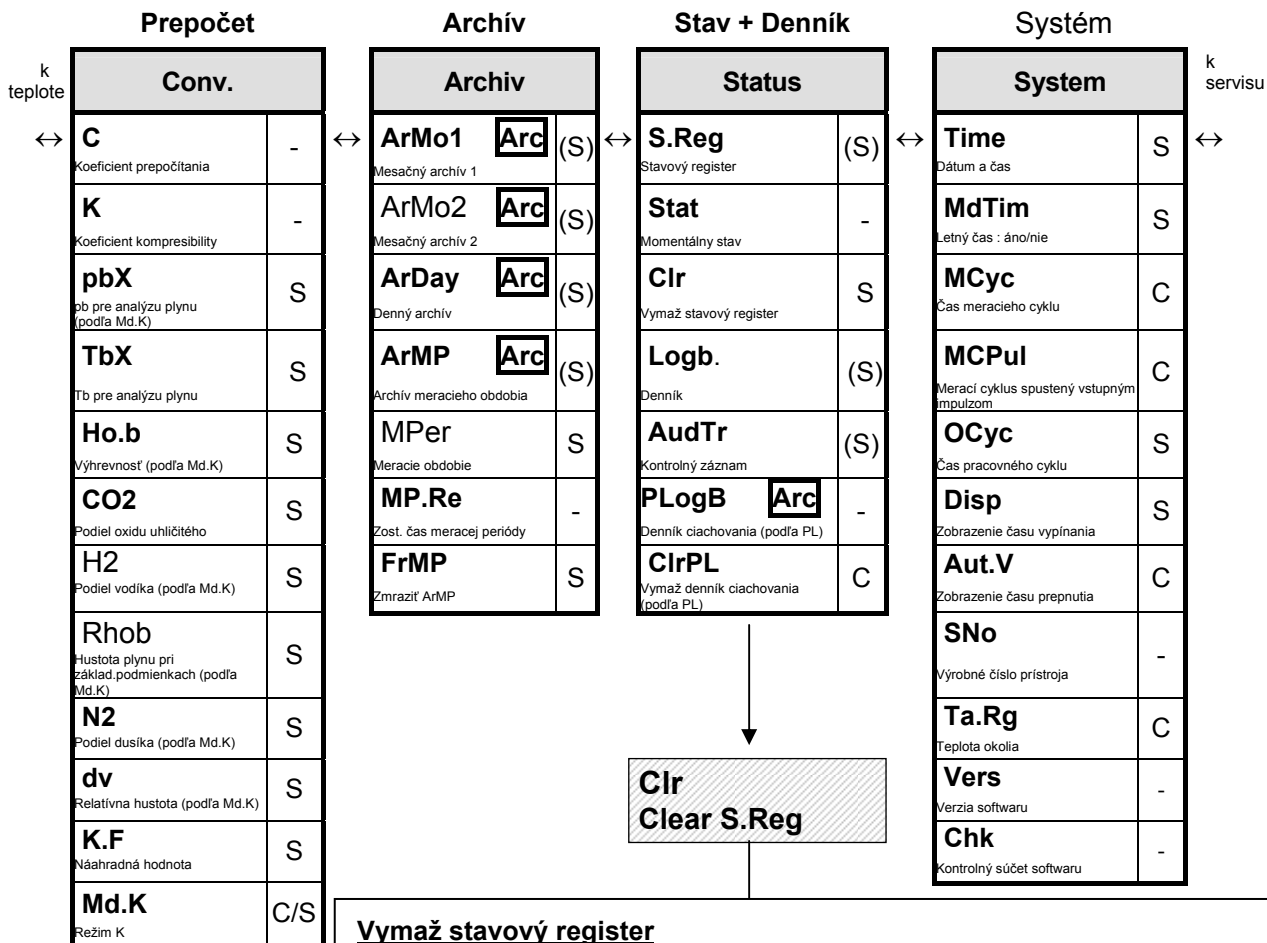 Prepočet
Archív
Stav + Denník
Systém
k
teplote
k
servisu
Conv.
↔
C
Koeficient prepočítania
-
K
Koeficient kompresibility
-
pbX
pb pre analýzu plynu
(podľa Md.K)
S
TbX
Tb pre analýzu plynu
S
Ho.b
Výhrevnosť (podľa Md.K)
S
CO2
Podiel oxidu uhličitého
S
H2
Podiel vodíka (podľa Md.K)
S
Rhob
Hustota plynu pri
základ.podmienkach (podľa
Md.K)
S
N2
Podiel dusíka (podľa Md.K)
S
dv
Relatívna hustota (podľa Md.K)
S
K.F
Náahradná hodnota
S
Md.K
Režim K
C/S
Archiv
↔
ArMo1 Arc
Mesačný archív 1
(S)
ArMo2 Arc
Mesačný archív 2
(S)
ArDay Arc
Denný archív
(S)
ArMP Arc
Archív meracieho obdobia
(S)
MPer
Meracie obdobie
S
MP.Re
Zost. čas meracej periódy
-
FrMP
Zmraziť ArMP
S
Status
↔
S.Reg
Stavový register
(S)
Stat
Momentálny stav
-
Clr
Vymaž stavový register
S
Logb.
Denník
(S)
AudTr
Kontrolný záznam
(S)
PLogB Arc
Denník ciachovania (podľa PL)
-
ClrPL
Vymaž denník ciachovania
(podľa PL)
C
System
↔
Time
Dátum a čas
S
↔
MdTim
Letný čas : áno/nie
S
MCyc
Čas meracieho cyklu
C
MCPul
Merací cyklus spustený vstupným
impulzom
C
OCyc
Čas pracovného cyklu
S
Disp
Zobrazenie času vypínania
S
Aut.V
Zobrazenie času prepnutia
C
SNo
Výrobné číslo prístroja
-
Ta.Rg
Teplota okolia
C
Vers
Verzia softwaru
-
Chk
Kontrolný súčet softwaru
-
Clr
Clear S.Reg
Vymaž stavový register